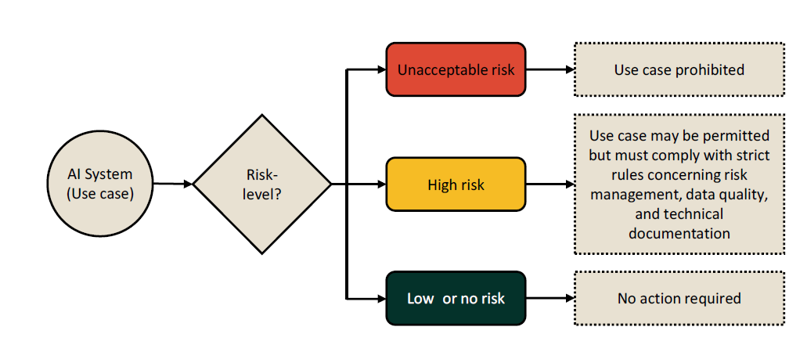 AI System
(Use case)
Risk-
level?
Unacceptable risk
Use case prohibited
High risk
Use case may be permitted
but must comply with strict
rules concerning risk
management, data quality,
and technical
documentation
Low or no risk
No action required